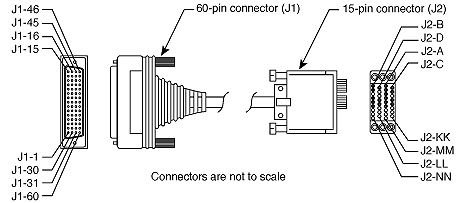 J1-46
J1-45
J1-16
J1-15
60-pin connector (J1)
15-pin connector (J2)
J2-B
J2-D
J2-A
J2-C
J1-1
J1-30
J1-31
J1-60
Connectors are not to scale
J2-KK
J2-MM
J2-LL
J2-NN